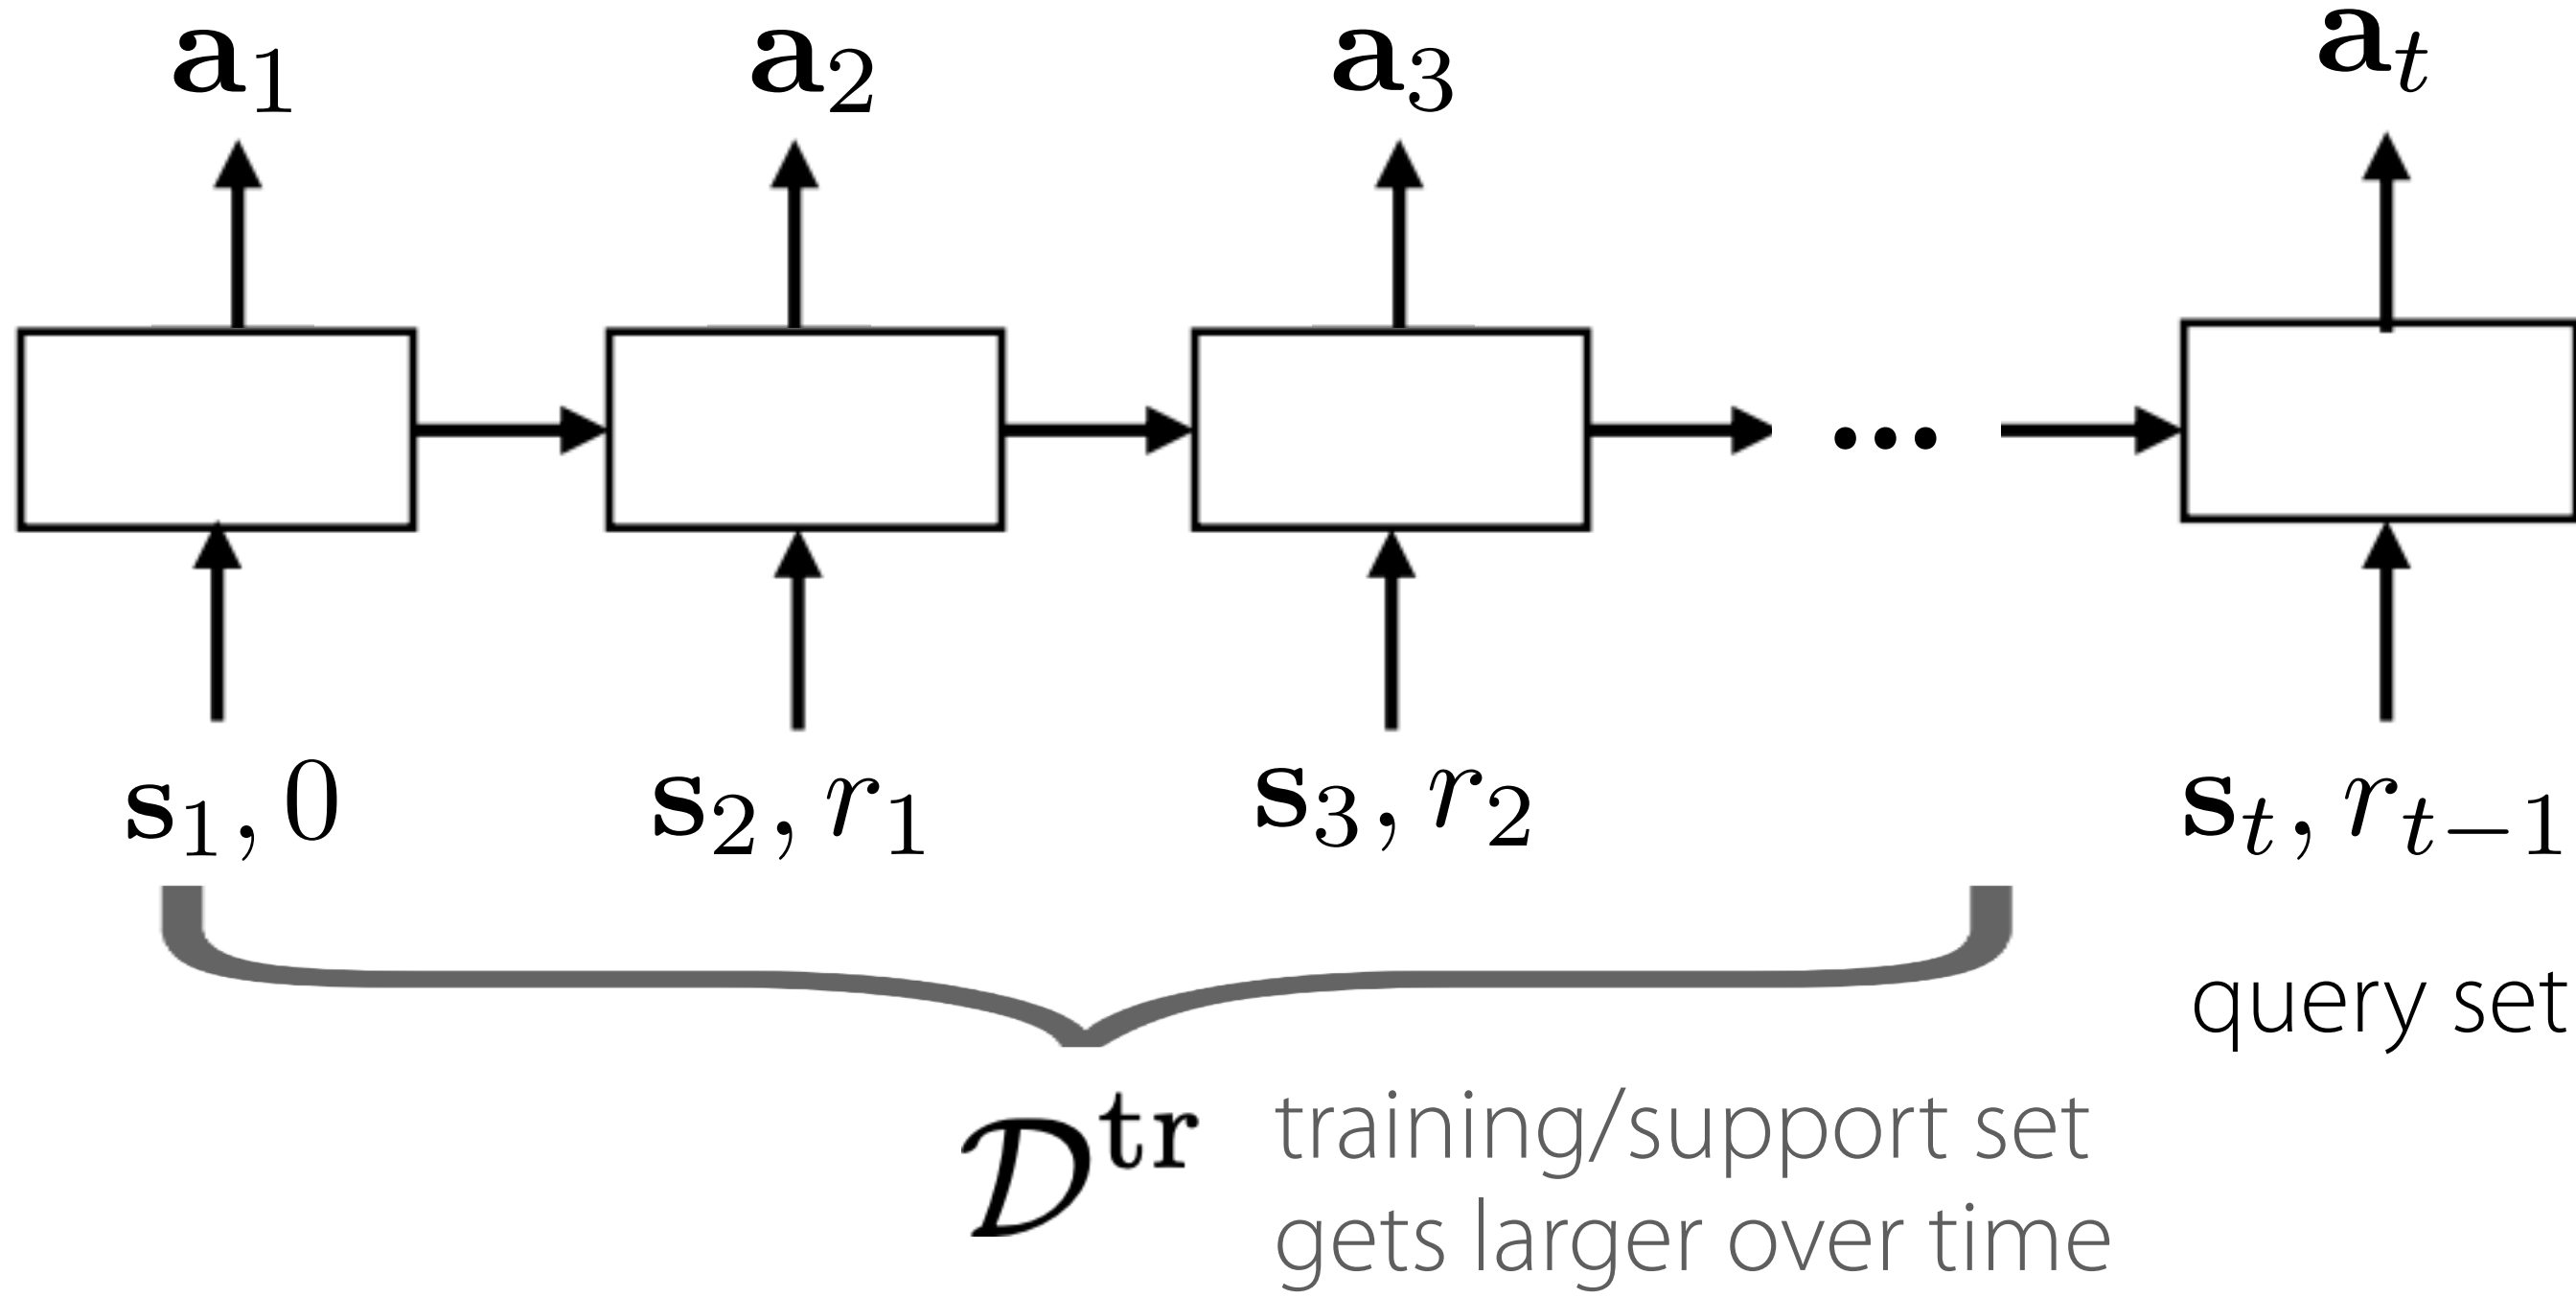 a₁ a₂ a₃ aₜ
...
s₁, 0 s₂, r₁ s₃, r₂ sₜ, rₜ₋₁
query set
𝒟ᵗʳ training/support set
gets larger over time